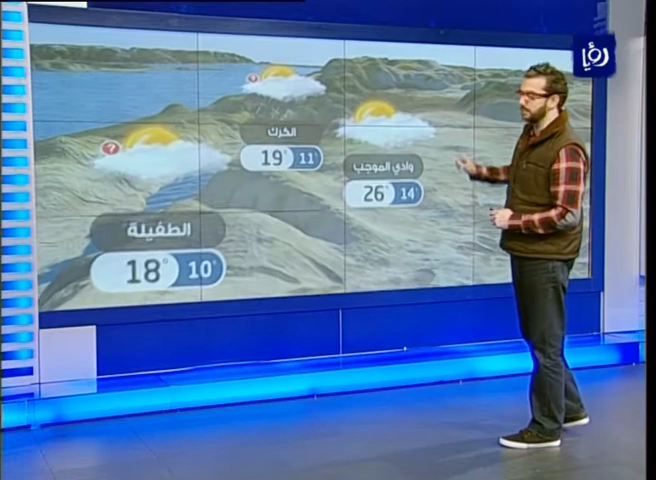 رؤيا
الكرك
19° 11°
وادي الموجب
26° 14°
الطفيلة
18° 10°
?
?
?